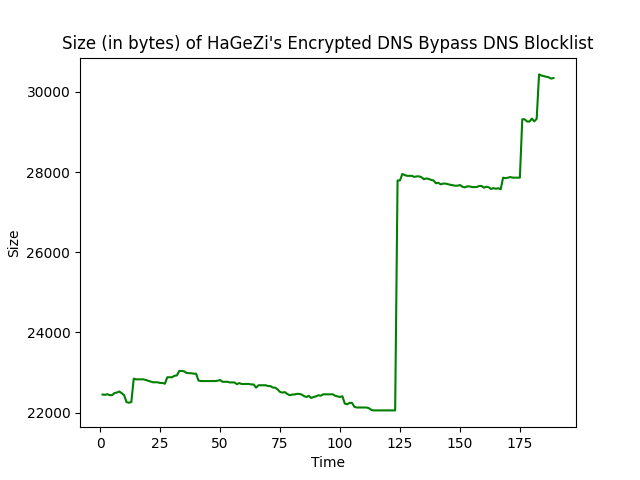 Size (in bytes) of HaGeZi's Encrypted DNS Bypass DNS Blocklist
30000
28000
26000
24000
22000
Size
0 25 50 75 100 125 150 175
Time